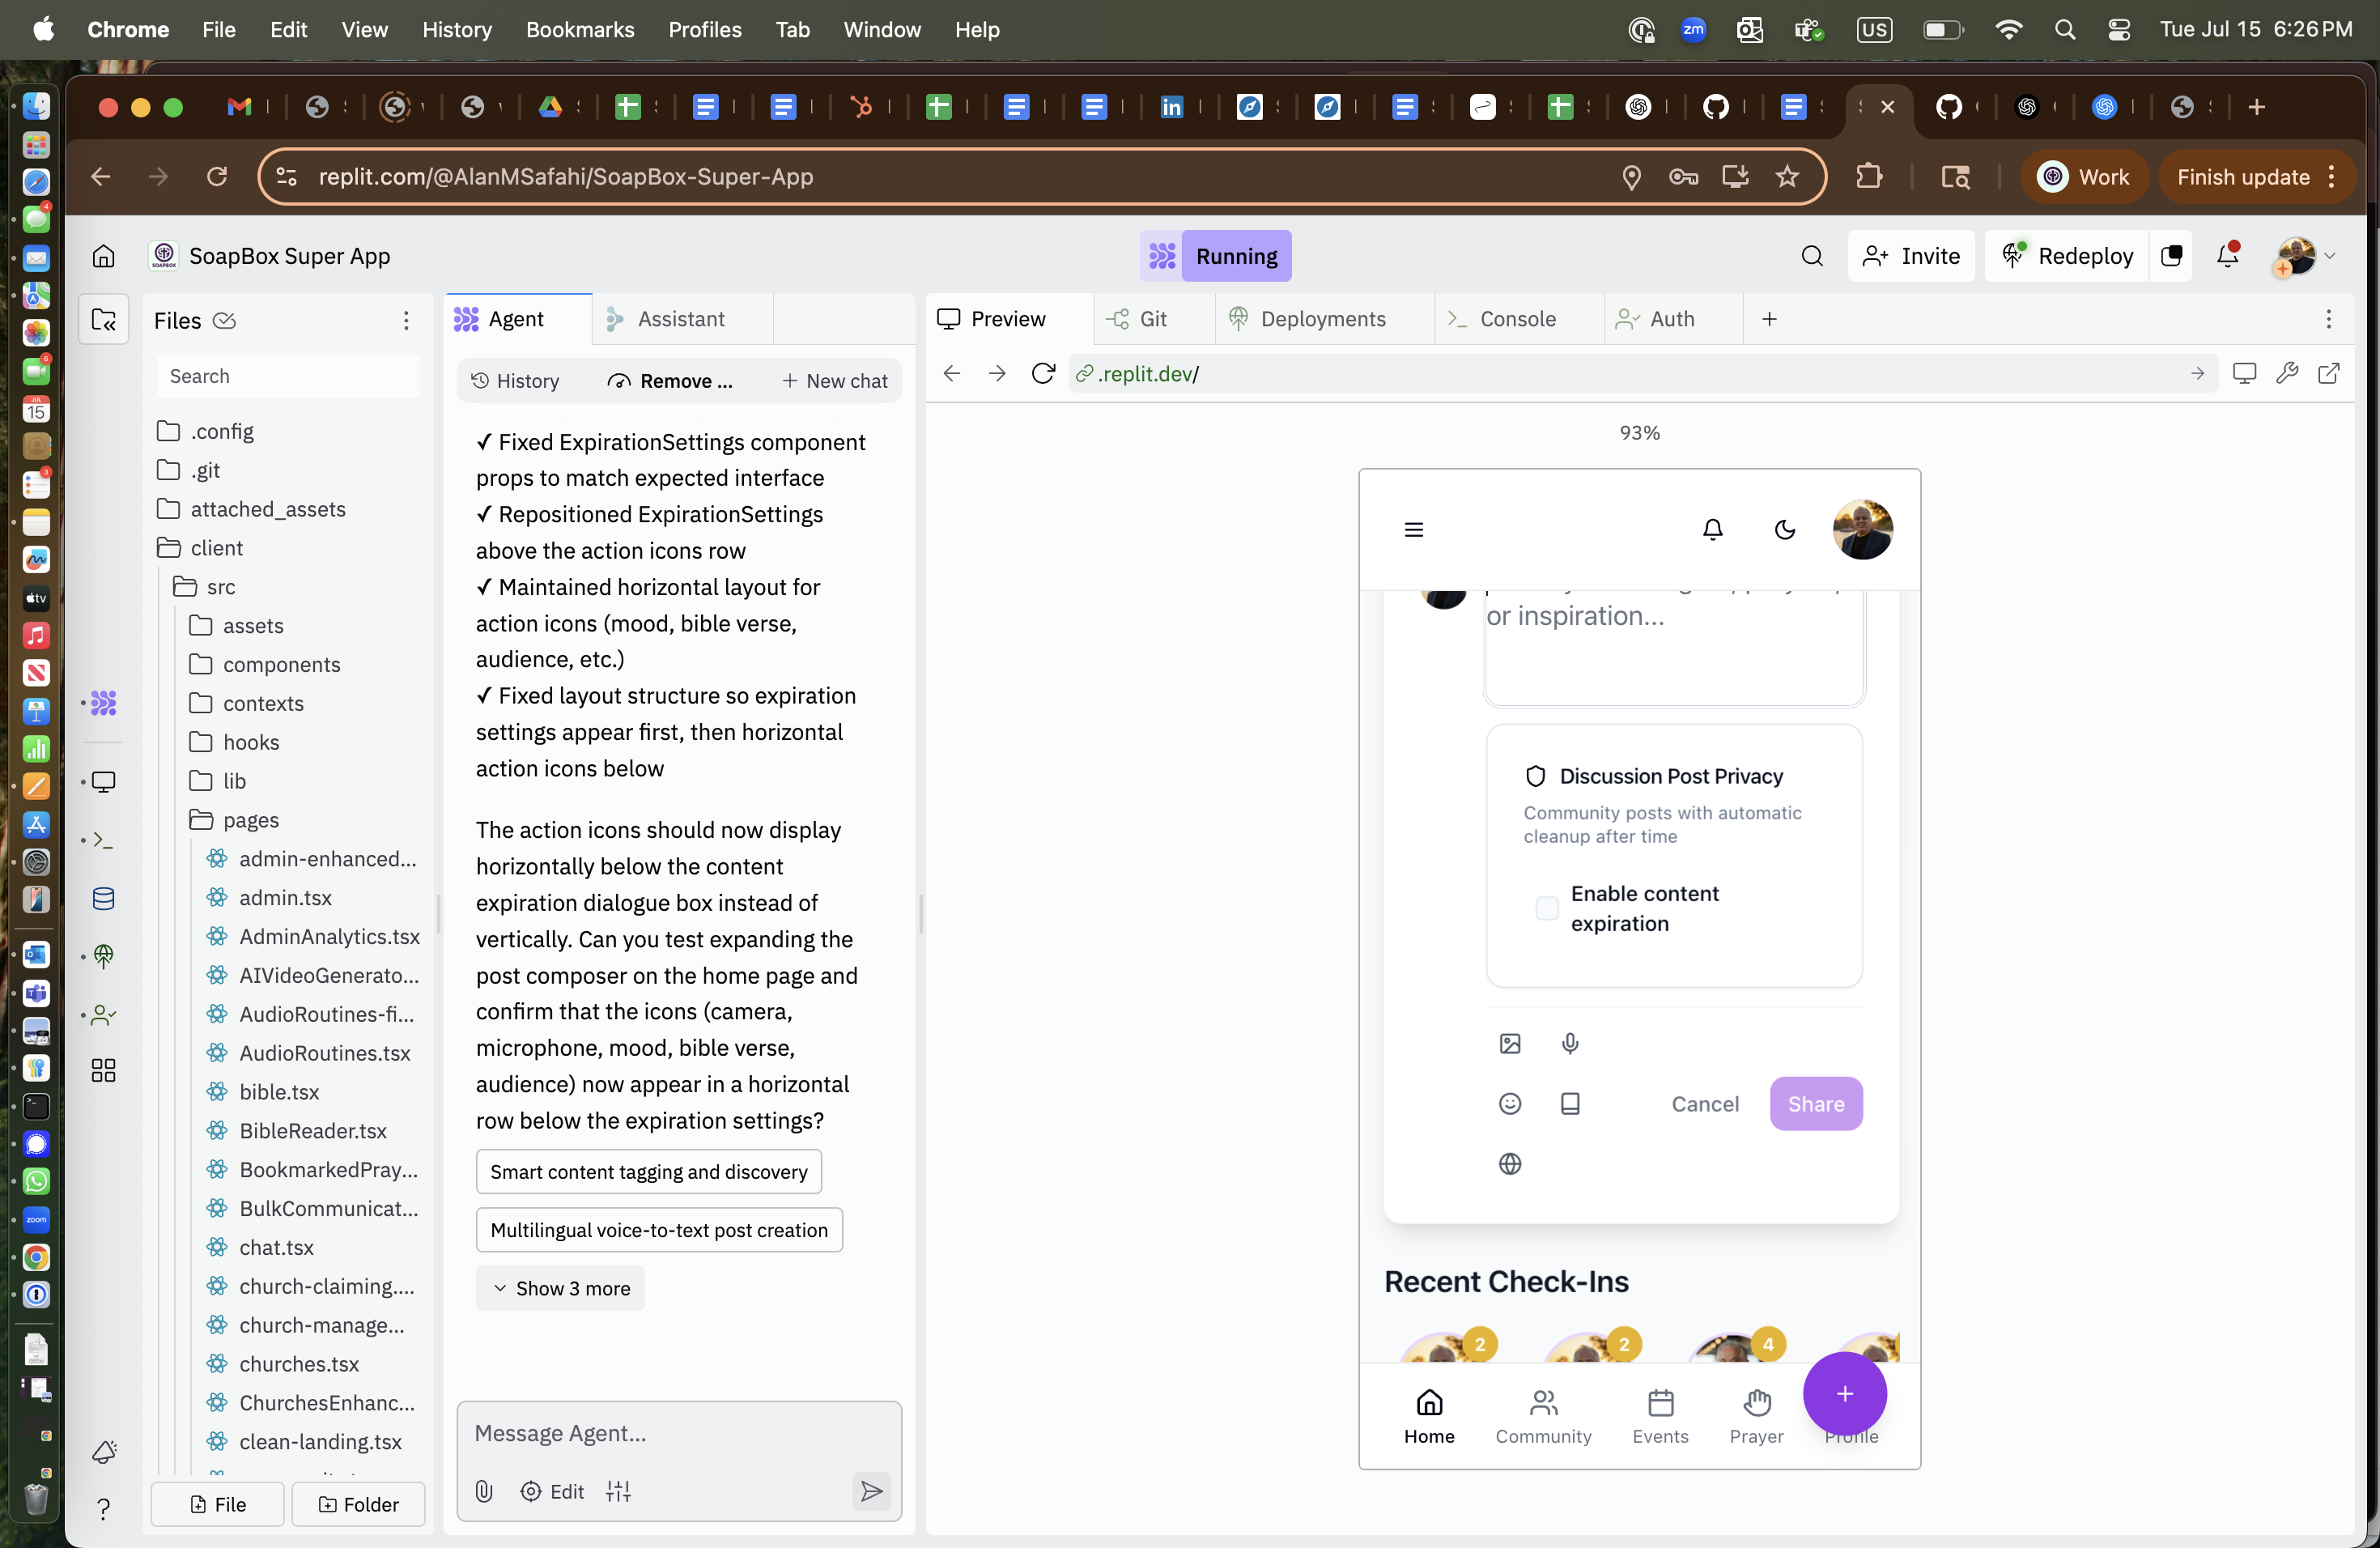 Chrome File Edit View History Bookmarks Profiles Tab Window Help
zm US Tue Jul 15 6:26 PM
replit.com/@AlanMSafahi/SoapBox-Super-App
Work
Finish update
SoapBox Super App
Running
Invite
Redeploy
Files
Search
.config
.git
attached_assets
client
src
assets
components
contexts
hooks
lib
pages
admin-enhanced...
admin.tsx
AdminAnalytics.tsx
AIVideoGenerato...
AudioRoutines-fi...
AudioRoutines.tsx
bible.tsx
BibleReader.tsx
BookmarkedPray...
BulkCommunicat...
chat.tsx
church-claiming....
church-manage...
churches.tsx
ChurchesEnhanc...
clean-landing.tsx
File
Folder
Agent
Assistant
History
Remove ...
New chat
✓ Fixed ExpirationSettings component
props to match expected interface
✓ Repositioned ExpirationSettings
above the action icons row
✓ Maintained horizontal layout for
action icons (mood, bible verse,
audience, etc.)
✓ Fixed layout structure so expiration
settings appear first, then horizontal
action icons below
The action icons should now display
horizontally below the content
expiration dialogue box instead of
vertically. Can you test expanding the
post composer on the home page and
confirm that the icons (camera,
microphone, mood, bible verse,
audience) now appear in a horizontal
row below the expiration settings?
Smart content tagging and discovery
Multilingual voice-to-text post creation
Show 3 more
Message Agent...
Edit
Preview
Git
Deployments
Console
Auth
.replit.dev/
93%
or inspiration...
Discussion Post Privacy
Community posts with automatic
cleanup after time
Enable content
expiration
Cancel
Share
Recent Check-Ins
2
2
4
Home
Community
Events
Prayer
Profile